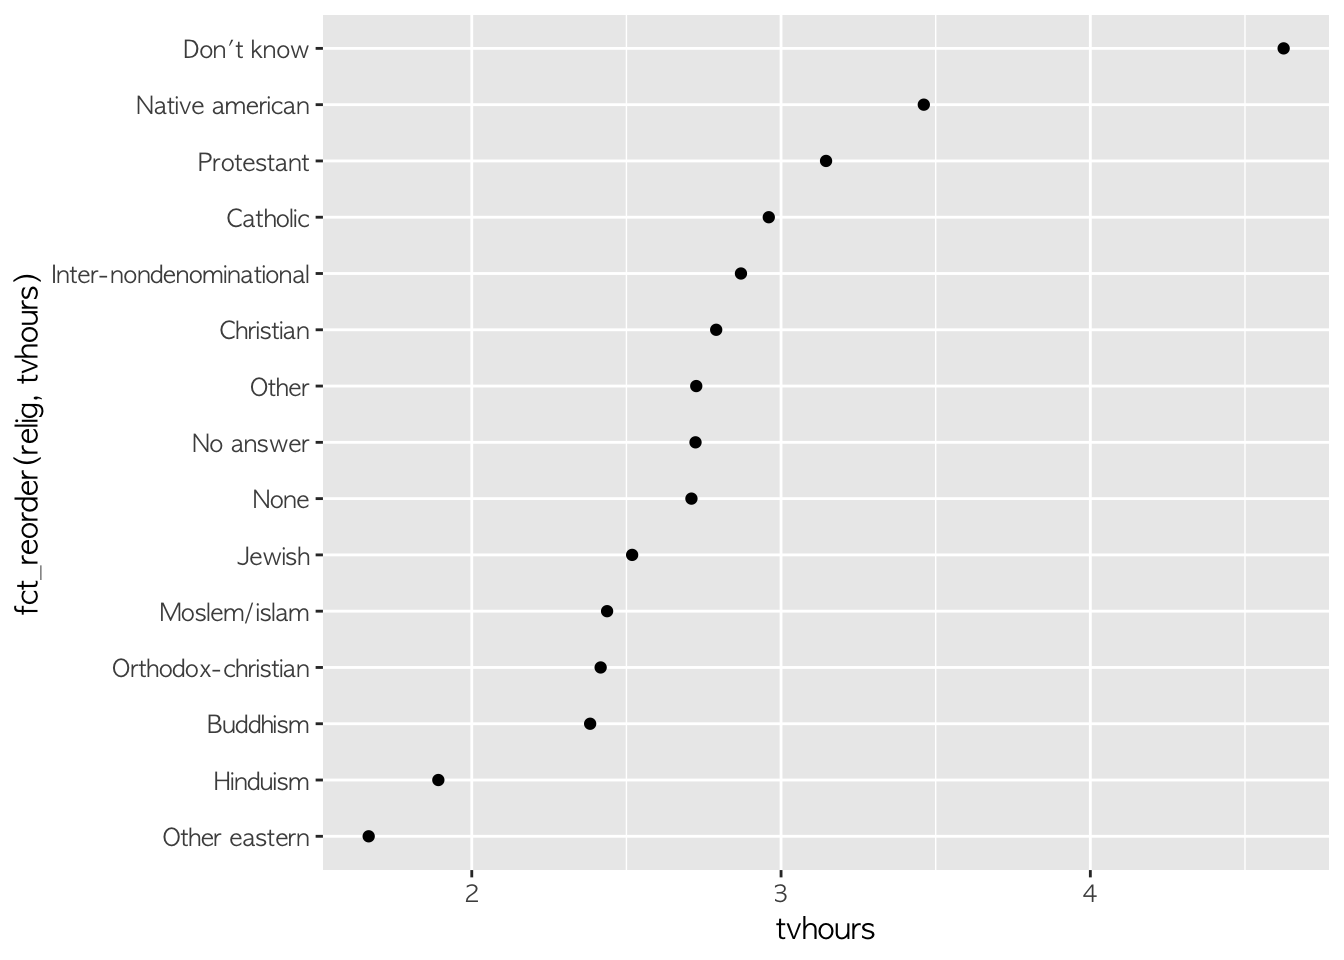 Don't know
Native american
Protestant
Catholic
Inter-nondenominational
Christian
Other
No answer
None
Jewish
Moslem/islam
Orthodox-christian
Buddhism
Hinduism
Other eastern
fct_reorder(relig, tvhours)
2 3 4
tvhours